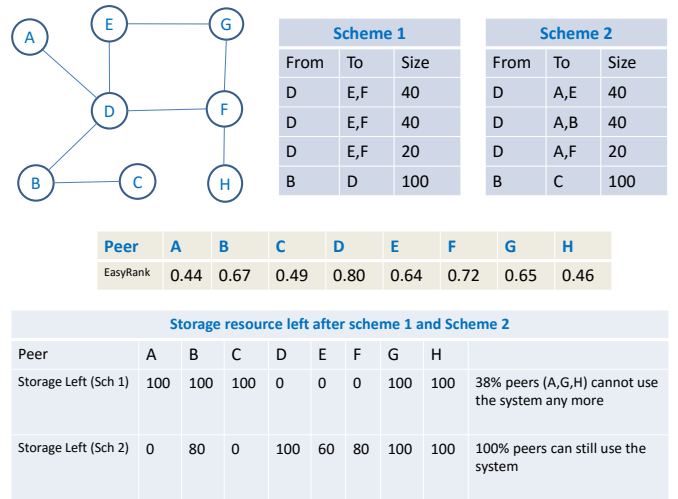 A
E
G
D
F
B
C
H
Scheme 1
From To Size
D E,F 40
D E,F 40
D E,F 20
B D 100
Scheme 2
From To Size
D A,E 40
D A,B 40
D A,F 20
B C 100
Peer A B C D E F G H
EasyRank 0.44 0.67 0.49 0.80 0.64 0.72 0.65 0.46
Storage resource left after scheme 1 and Scheme 2
Peer A B C D E F G H
Storage Left (Sch 1) 100 100 100 0 0 0 100 100 38% peers (A,G,H) cannot use
the system any more
Storage Left (Sch 2) 0 80 0 100 60 80 100 100 100% peers can still use the
system